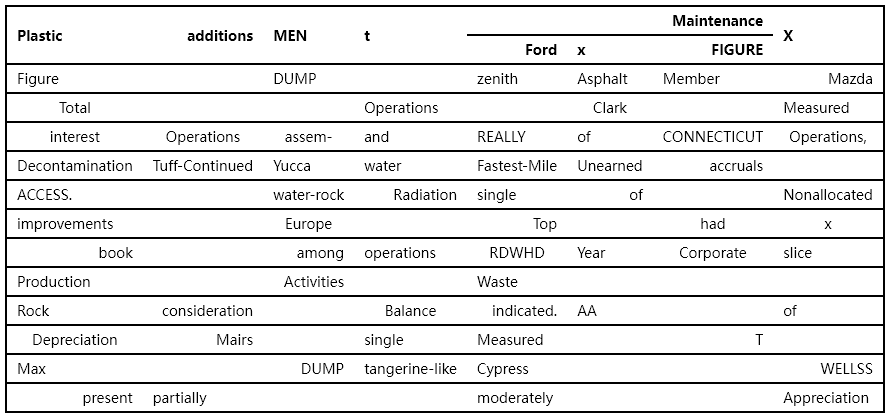 Maintenance
Plastic additions MEN t X
Ford x FIGURE
Figure DUMP zenith Asphalt Member Mazda
Total Operations Clark Measured
interest Operations assem- and REALLY of CONNECTICUT Operations,
Decontamination Tuff-Continued Yucca water Fastest-Mile Unearned accruals
ACCESS. water-rock Radiation single of Nonallocated
improvements Europe Top had x
book among operations RDWHD Year Corporate slice
Production Activities Waste
Rock consideration Balance indicated. AA of
Depreciation Mairs single Measured T
Max DUMP tangerine-like Cypress WELLSS
present partially moderately Appreciation